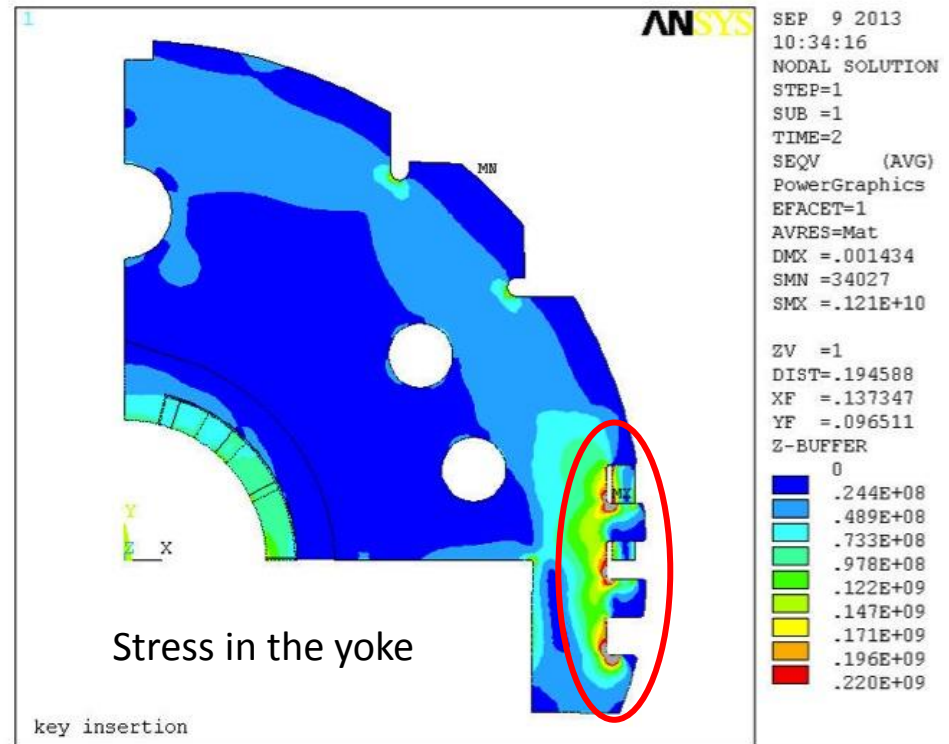 1
ANSYS
SEP 9 2013
10:34:16
NODAL SOLUTION
STEP=1
SUB =1
TIME=2
SEQV (AVG)
PowerGraphics
EFACET=1
AVRES=Mat
DMX =.001434
SMN =34027
SMX =.121E+10
ZV =1
DIST=.194588
XF =.137347
YF =.096511
Z-BUFFER
0
.244E+08
.489E+08
.733E+08
.978E+08
.122E+09
.147E+09
.171E+09
.196E+09
.220E+09
MN
MX
Y
Z X
Stress in the yoke
key insertion